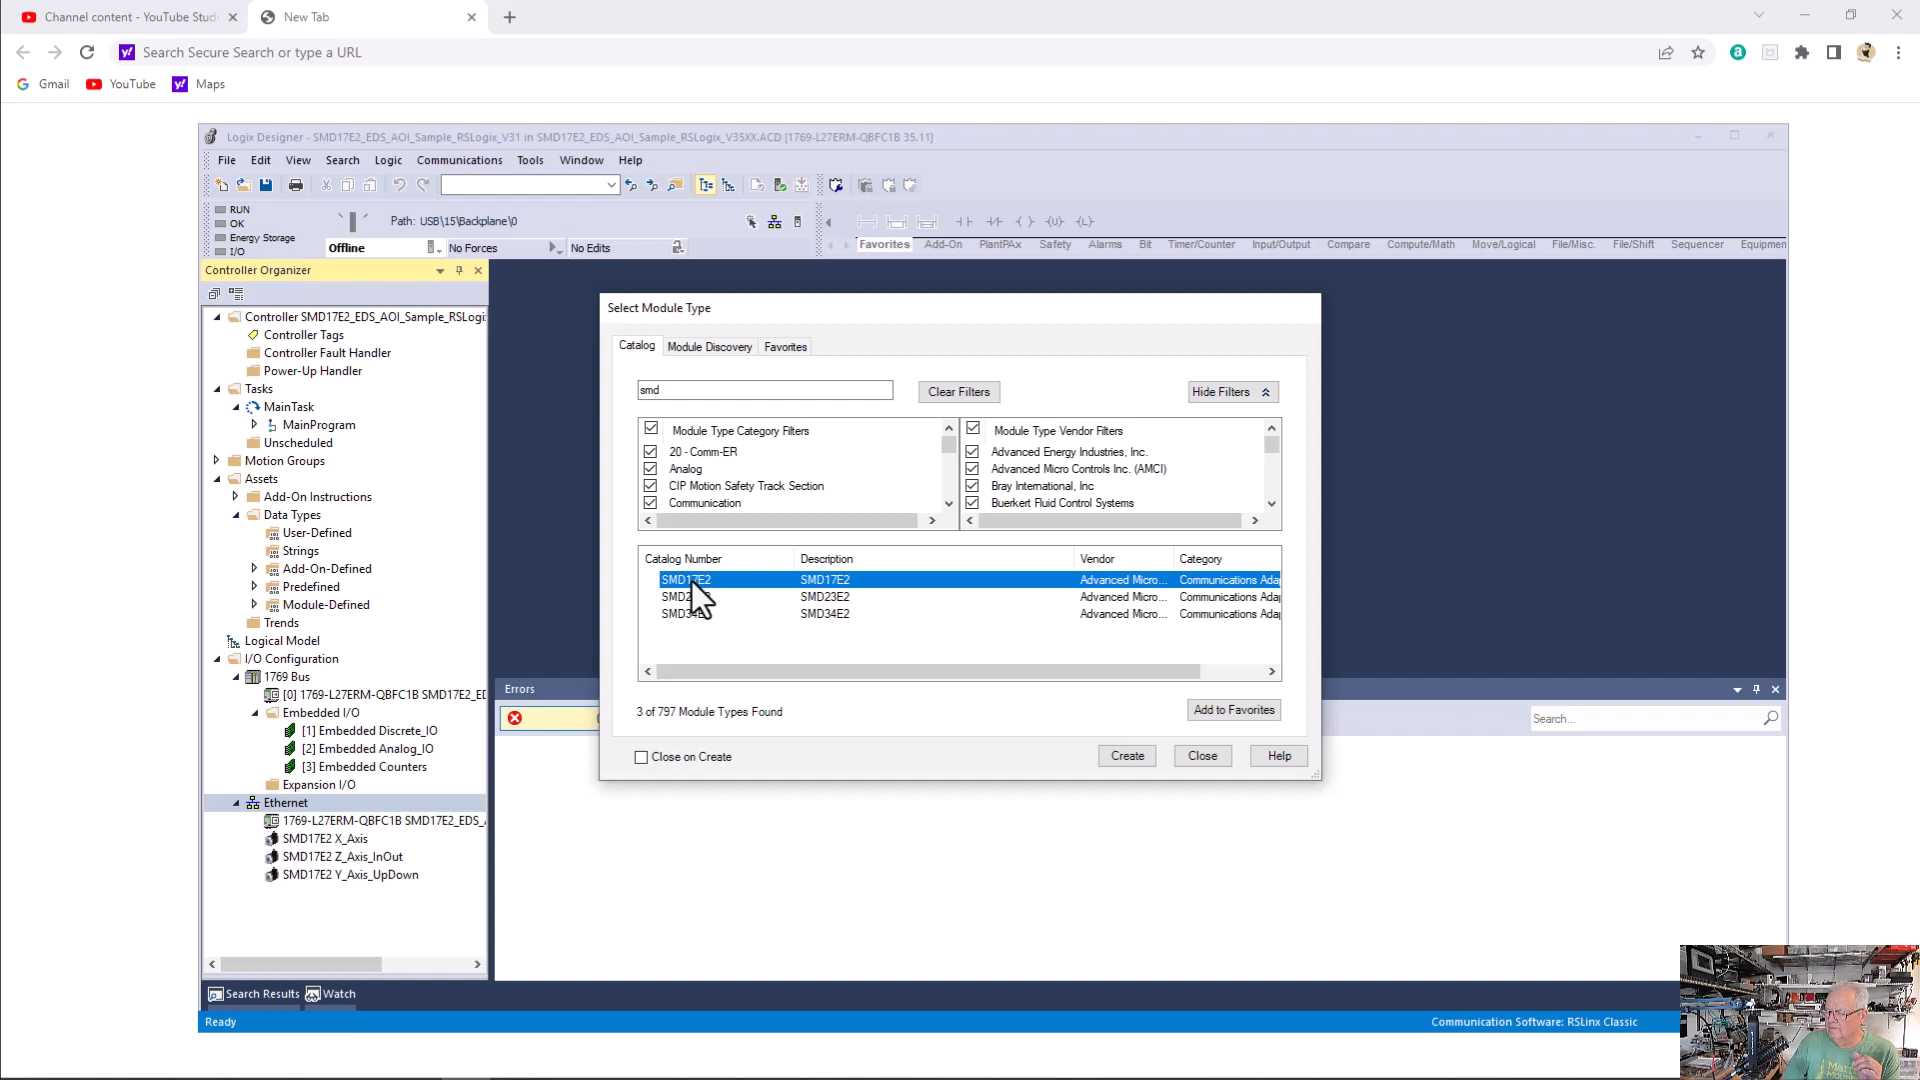 Channel content - YouTube Studi
New Tab
Search Secure Search or type a URL
Gmail
YouTube
Maps
Logix Designer - SMD17E2_EDS_AOI_Sample_RSLogix_V31 in SMD17E2_EDS_AOI_Sample_RSLogix_V35XX.ACD [1769-L27ERM-QBFC1B 35.11]
File Edit View Search Logic Communications Tools Window Help
RUN
OK
Energy Storage
I/O
Path: USB\15\Backplane\0
Offline
No Forces
No Edits
Favorites Add-On PlantPAx Safety Alarms Bit Timer/Counter Input/Output Compare Compute/Math Move/Logical File/Misc. File/Shift Sequencer Equipmen
Controller Organizer
Controller SMD17E2_EDS_AOI_Sample_RSLogi
Controller Tags
Controller Fault Handler
Power-Up Handler
Tasks
MainTask
MainProgram
Unscheduled
Motion Groups
Assets
Add-On Instructions
Data Types
User-Defined
Strings
Add-On-Defined
Predefined
Module-Defined
Trends
Logical Model
I/O Configuration
1769 Bus
[0] 1769-L27ERM-QBFC1B SMD17E2_ED
Embedded I/O
[1] Embedded Discrete_IO
[2] Embedded Analog_IO
[3] Embedded Counters
Expansion I/O
Ethernet
1769-L27ERM-QBFC1B SMD17E2_EDS_A
SMD17E2 X_Axis
SMD17E2 Z_Axis_InOut
SMD17E2 Y_Axis_UpDown
Select Module Type
Catalog Module Discovery Favorites
smd
Clear Filters
Hide Filters
Module Type Category Filters
20 - Comm-ER
Analog
CIP Motion Safety Track Section
Communication
Module Type Vendor Filters
Advanced Energy Industries, Inc.
Advanced Micro Controls Inc. (AMCI)
Bray International, Inc
Buerkert Fluid Control Systems
Catalog Number Description Vendor Category
SMD17E2 SMD17E2 Advanced Micro... Communications Adap
SMD23E2 Advanced Micro... Communications Adap
SMD34E2 Advanced Micro... Communications Adap
3 of 797 Module Types Found
Add to Favorites
Close on Create
Create
Close
Help
Errors
Search...
Search Results
Watch
Ready
Communication Software: RSLinx Classic